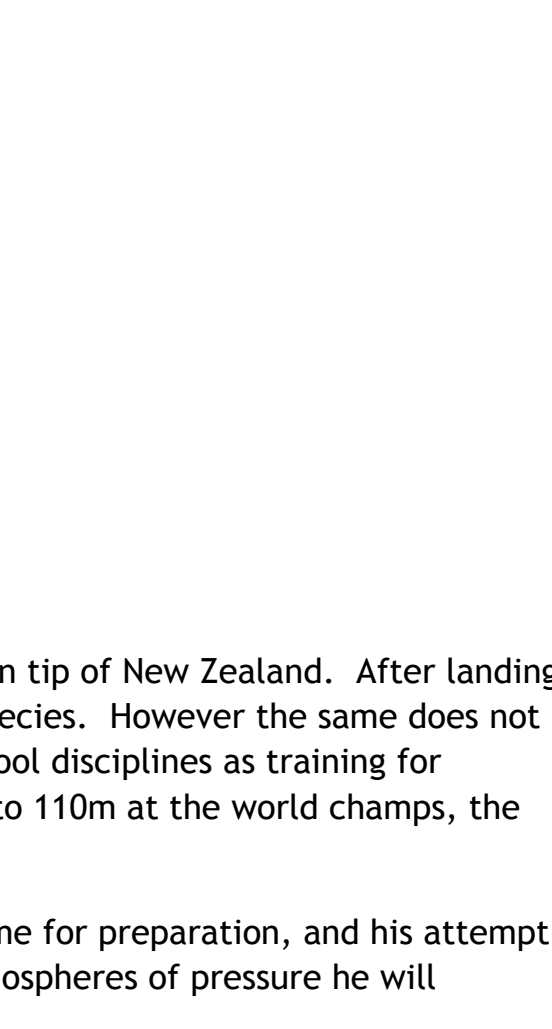 n tip of New Zealand.  After landing
ecies.  However the same does not
ool disciplines as training for
to 110m at the world champs, the
me for preparation, and his attempt
ospheres of pressure he will